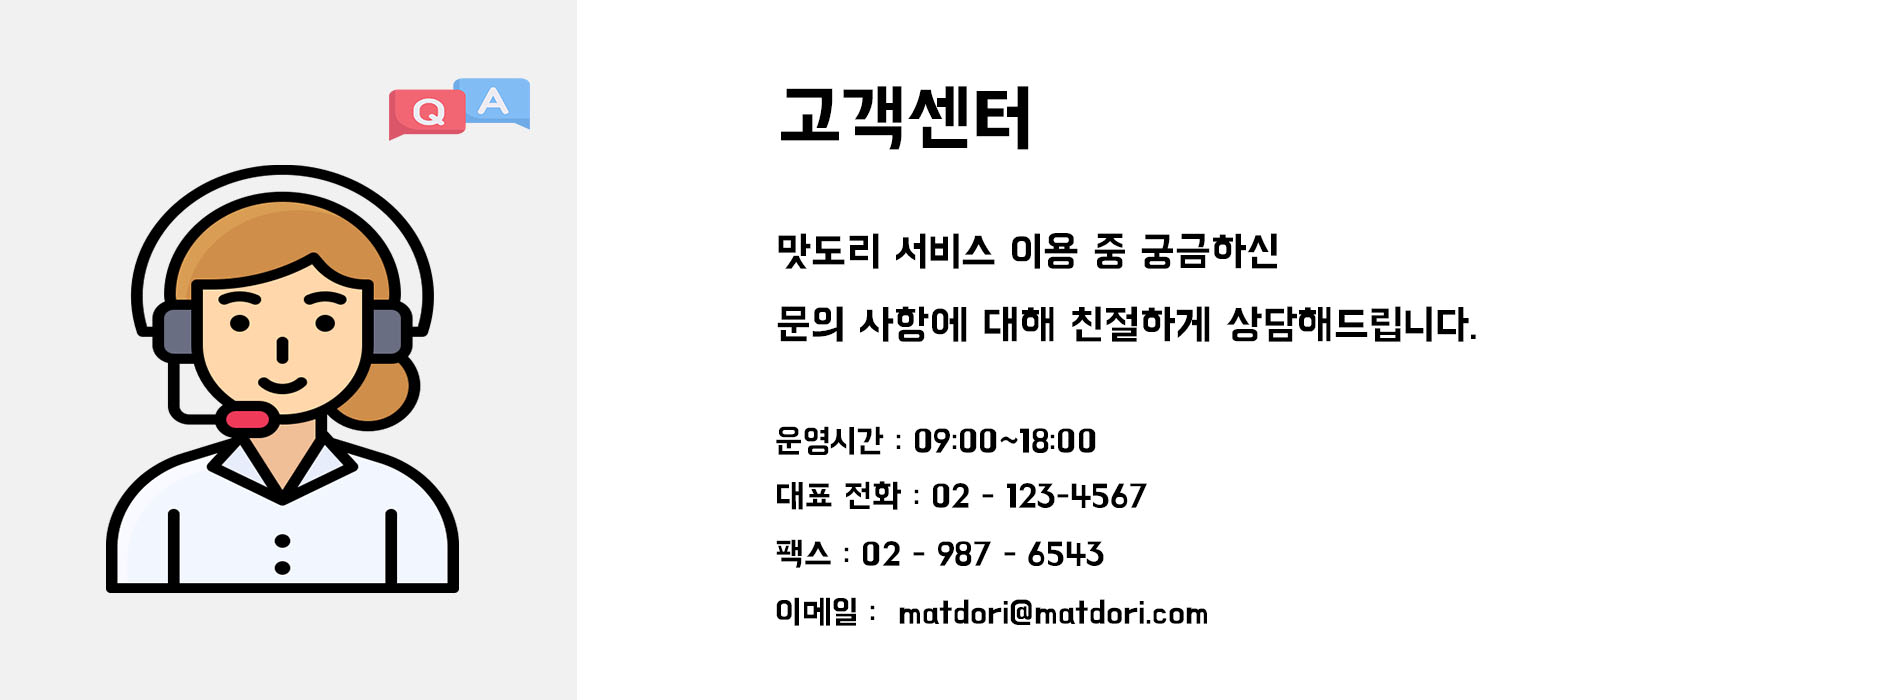 Q A
고객센터
맛도리 서비스 이용 중 궁금하신
문의 사항에 대해 친절하게 상담해드립니다.
운영시간 : 09:00~18:00
대표 전화 : 02 - 123-4567
팩스 : 02 - 987 - 6543
이메일 : matdori@matdori.com